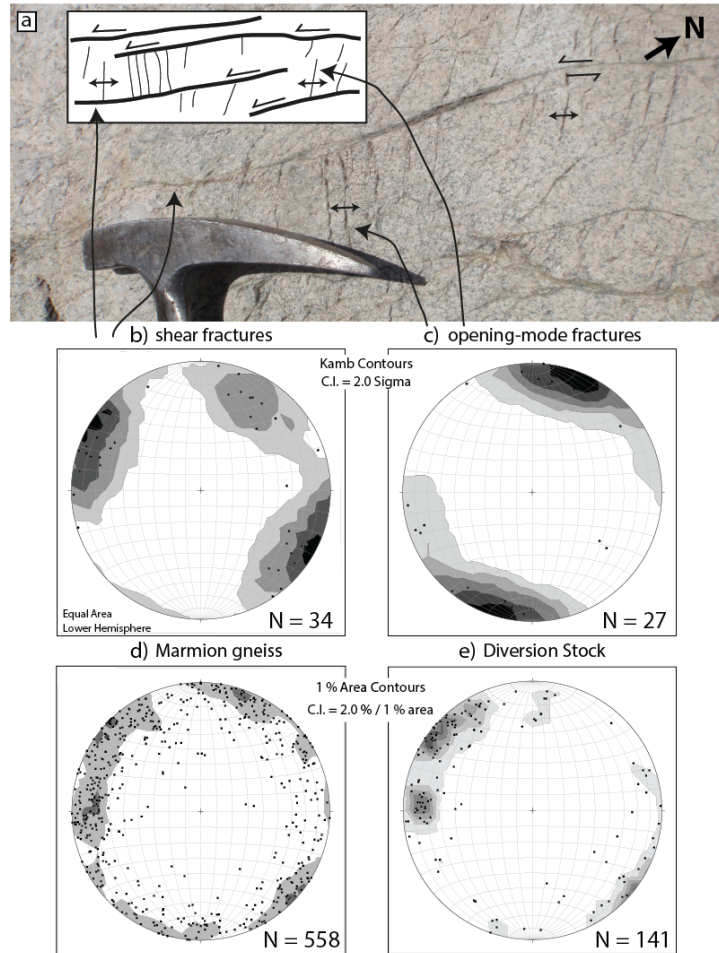 a
N
b) shear fractures
c) opening-mode fractures
Kamb Contours
C.I. = 2.0 Sigma
Equal Area
Lower Hemisphere
N = 34
N = 27
d) Marmion gneiss
e) Diversion Stock
1 % Area Contours
C.I. = 2.0 % / 1 % area
N = 558
N = 141